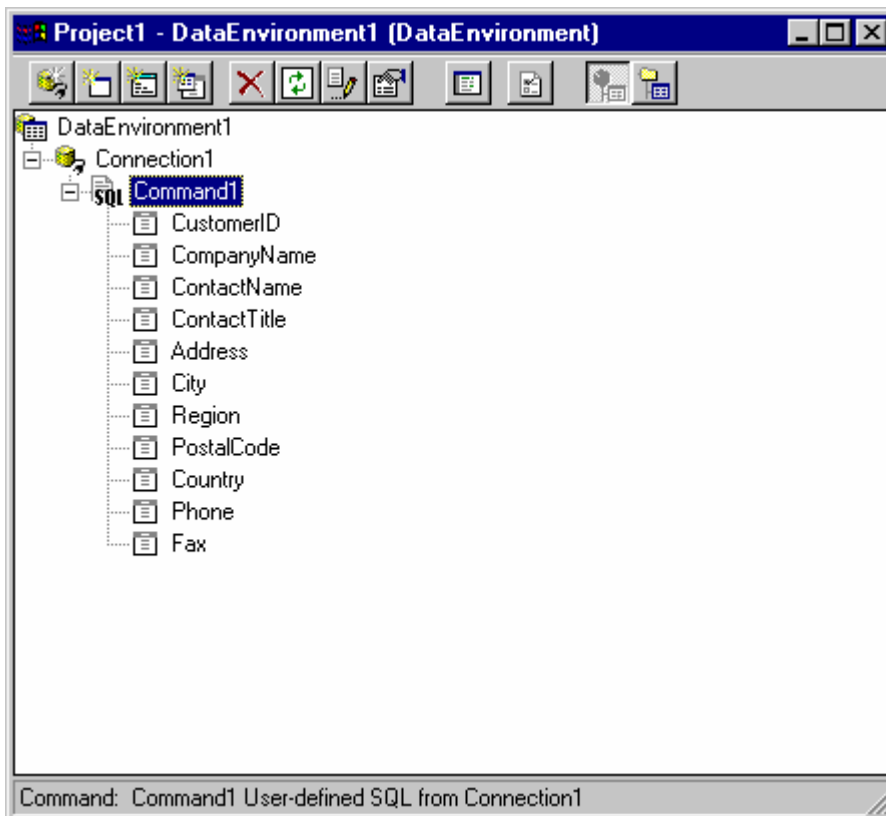 Project1 - DataEnvironment1 (DataEnvironment)
DataEnvironment1
Connection1
SQL Command1
CustomerID
CompanyName
ContactName
ContactTitle
Address
City
Region
PostalCode
Country
Phone
Fax
Command: Command1 User-defined SQL from Connection1